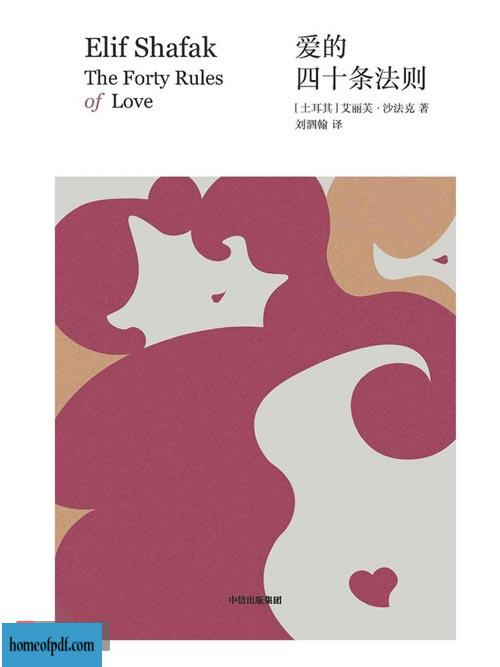 Elif Shafak
The Forty Rules
of Love
爱的
四十条法则
[土耳其] 艾丽芙·沙法克 著
刘泗翰 译
中信出版集团
homeofpdf.com